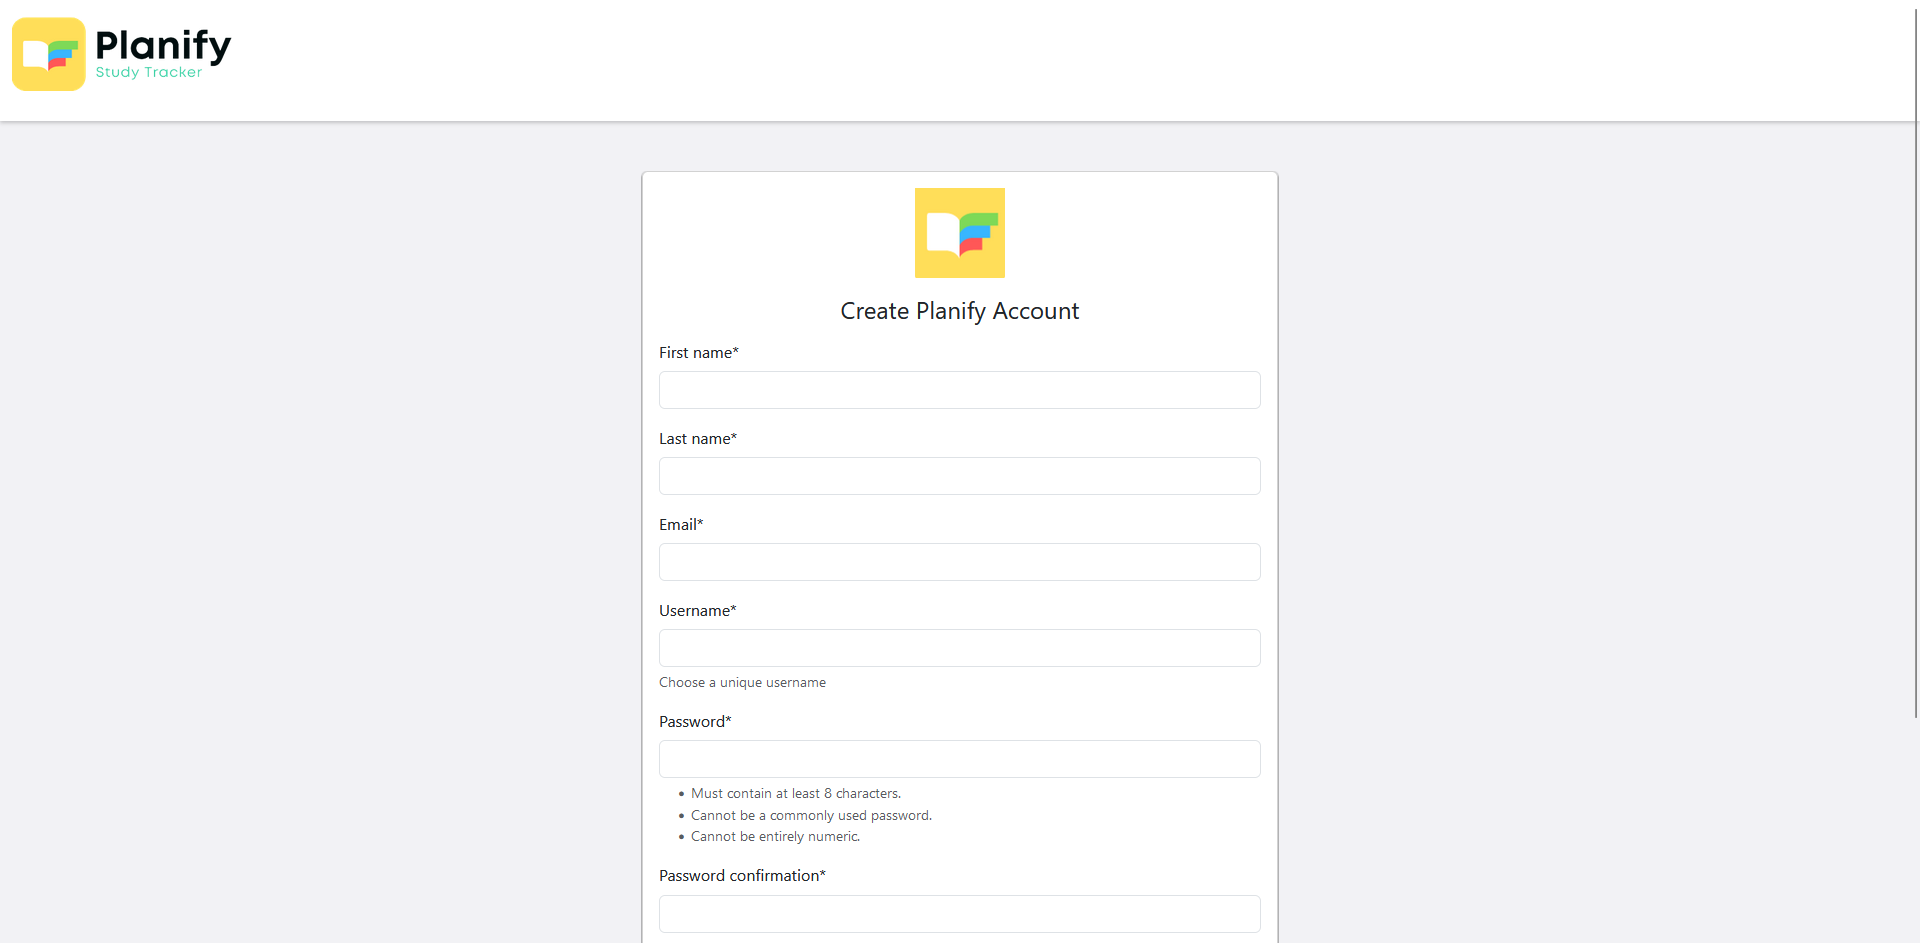 Planify
Study Tracker
Create Planify Account
First name*
Last name*
Email*
Username*
Choose a unique username
Password*
• Must contain at least 8 characters.
• Cannot be a commonly used password.
• Cannot be entirely numeric.
Password confirmation*